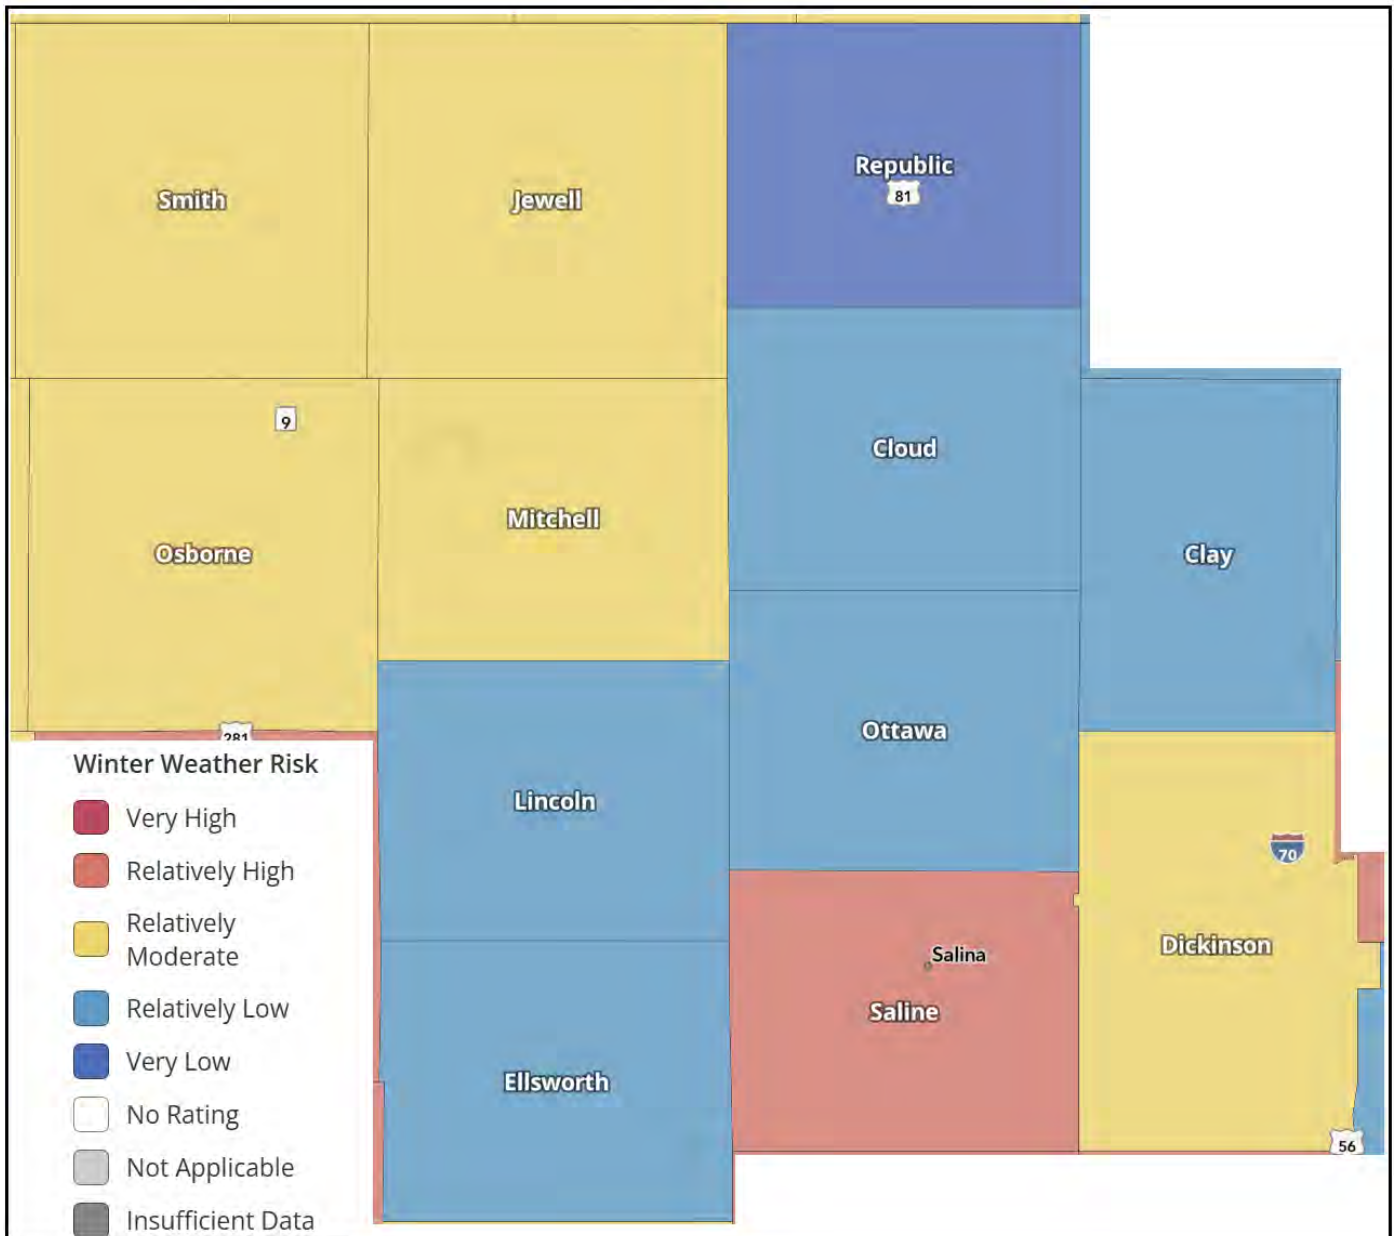 Republic
81
Smith
Jewell
9
Cloud
Mitchell
Osborne
Clay
281
Ottawa
Lincoln
70
Dickinson
Salina
Saline
Ellsworth
56
Winter Weather Risk
Very High
Relatively High
Relatively
Moderate
Relatively Low
Very Low
No Rating
Not Applicable
Insufficient Data